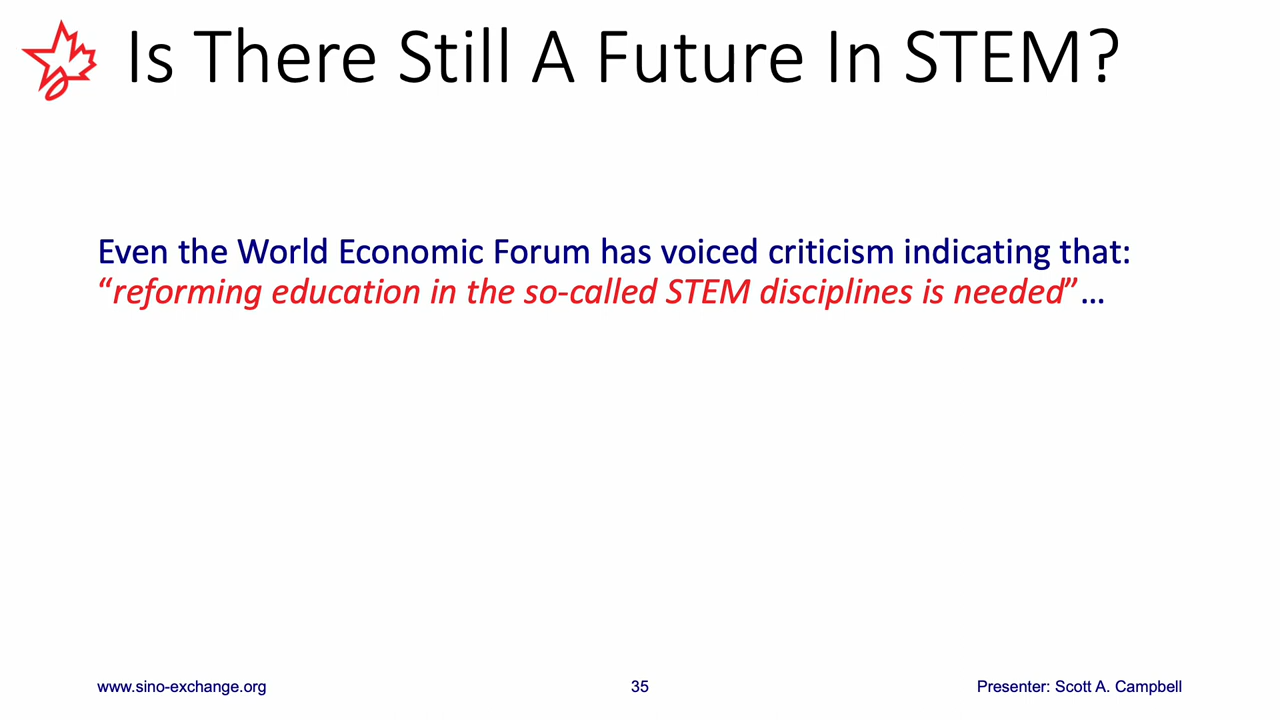 Is There Still A Future In STEM?
Even the World Economic Forum has voiced criticism indicating that:
“reforming education in the so-called STEM disciplines is needed”…
www.sino-exchange.org
35
Presenter: Scott A. Campbell